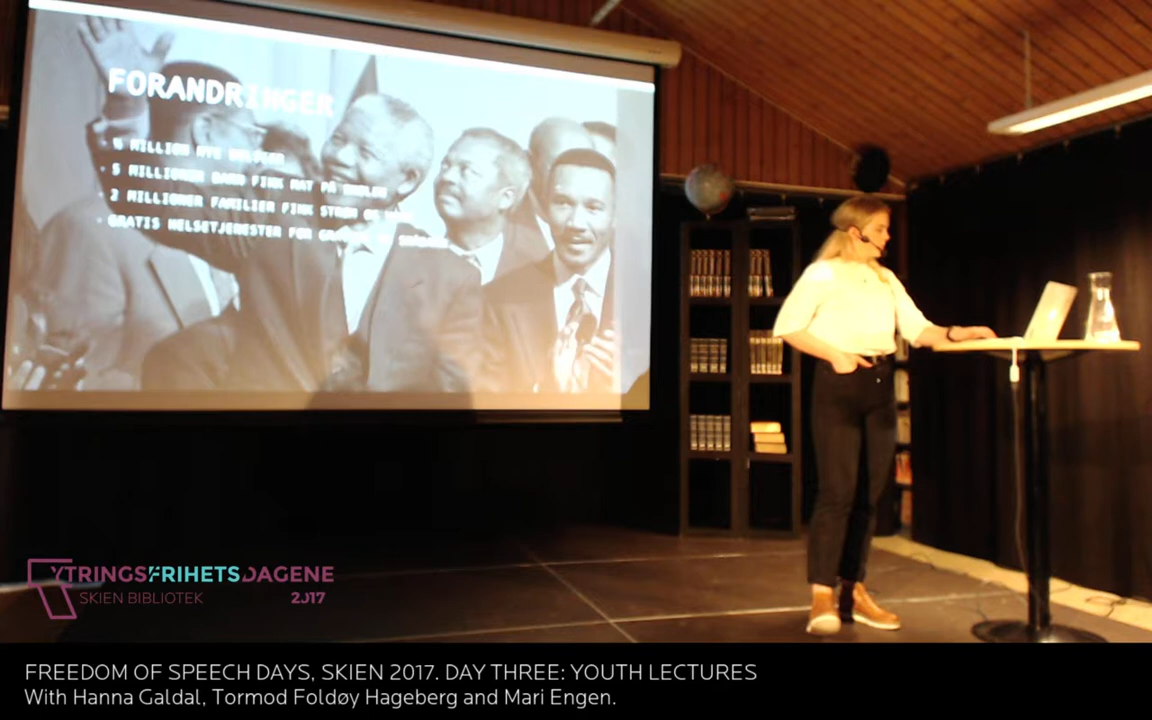 FORANDRINGER
5 MILLIONER BARN FIKK MAT PÅ SKOLEN
2 MILLIONER FAMILIER FIKK STRØM OG
GRATIS HELSETJENESTER FOR
YTRINGSFRIHETSDAGENE
SKIEN BIBLIOTEK 2017
FREEDOM OF SPEECH DAYS, SKIEN 2017. DAY THREE: YOUTH LECTURES
With Hanna Galdal, Tormod Foldøy Hageberg and Mari Engen.